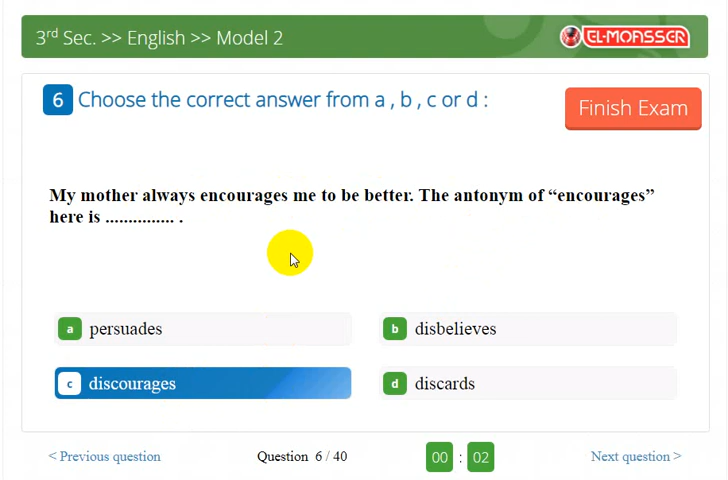 3rd Sec. >> English >> Model 2
EL-MOASSER
6 Choose the correct answer from a , b , c or d :
Finish Exam
My mother always encourages me to be better. The antonym of “encourages”
here is ............... .
a persuades
b disbelieves
c discourages
d discards
< Previous question
Question 6 / 40
00 : 02
Next question >